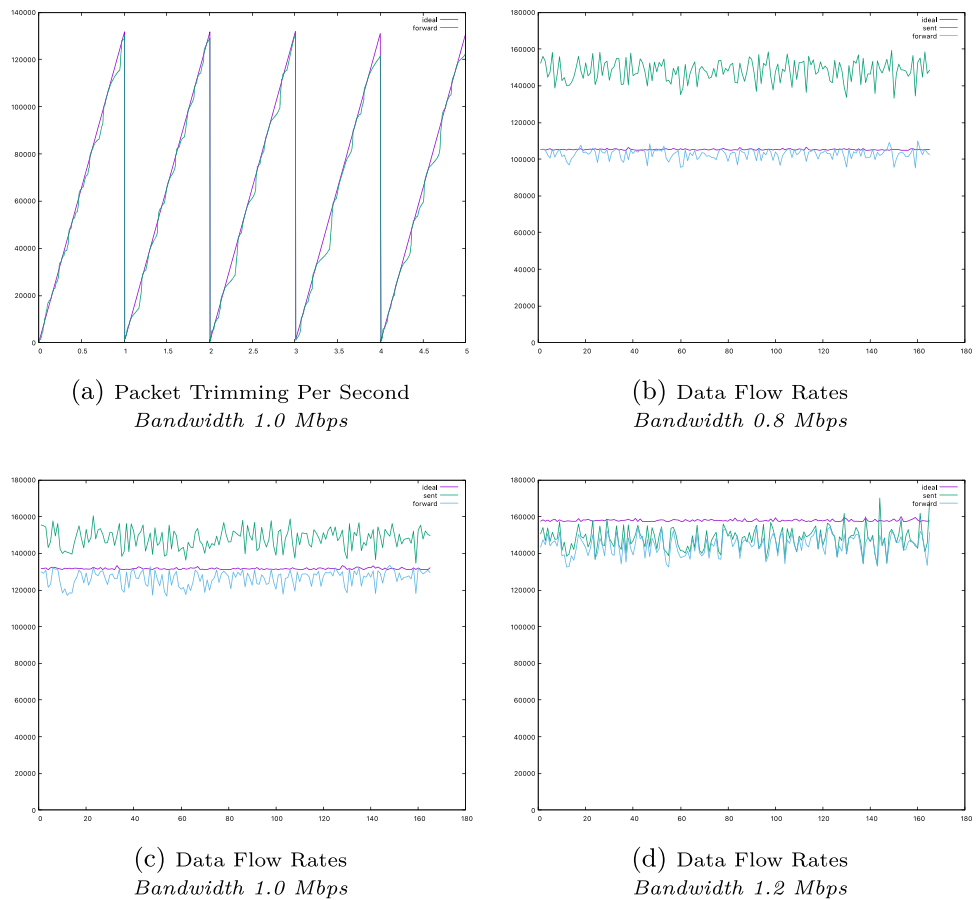 140000
120000
100000
80000
60000
40000
20000
0
0 0.5 1 1.5 2 2.5 3 3.5 4 4.5 5
ideal
forward
(a) Packet Trimming Per Second
Bandwidth 1.0 Mbps
180000
160000
140000
120000
100000
80000
60000
40000
20000
0
0 20 40 60 80 100 120 140 160 180
ideal
sent
forward
(b) Data Flow Rates
Bandwidth 0.8 Mbps
180000
160000
140000
120000
100000
80000
60000
40000
20000
0
0 20 40 60 80 100 120 140 160 180
ideal
sent
forward
(c) Data Flow Rates
Bandwidth 1.0 Mbps
180000
160000
140000
120000
100000
80000
60000
40000
20000
0
0 20 40 60 80 100 120 140 160 180
ideal
sent
forward
(d) Data Flow Rates
Bandwidth 1.2 Mbps